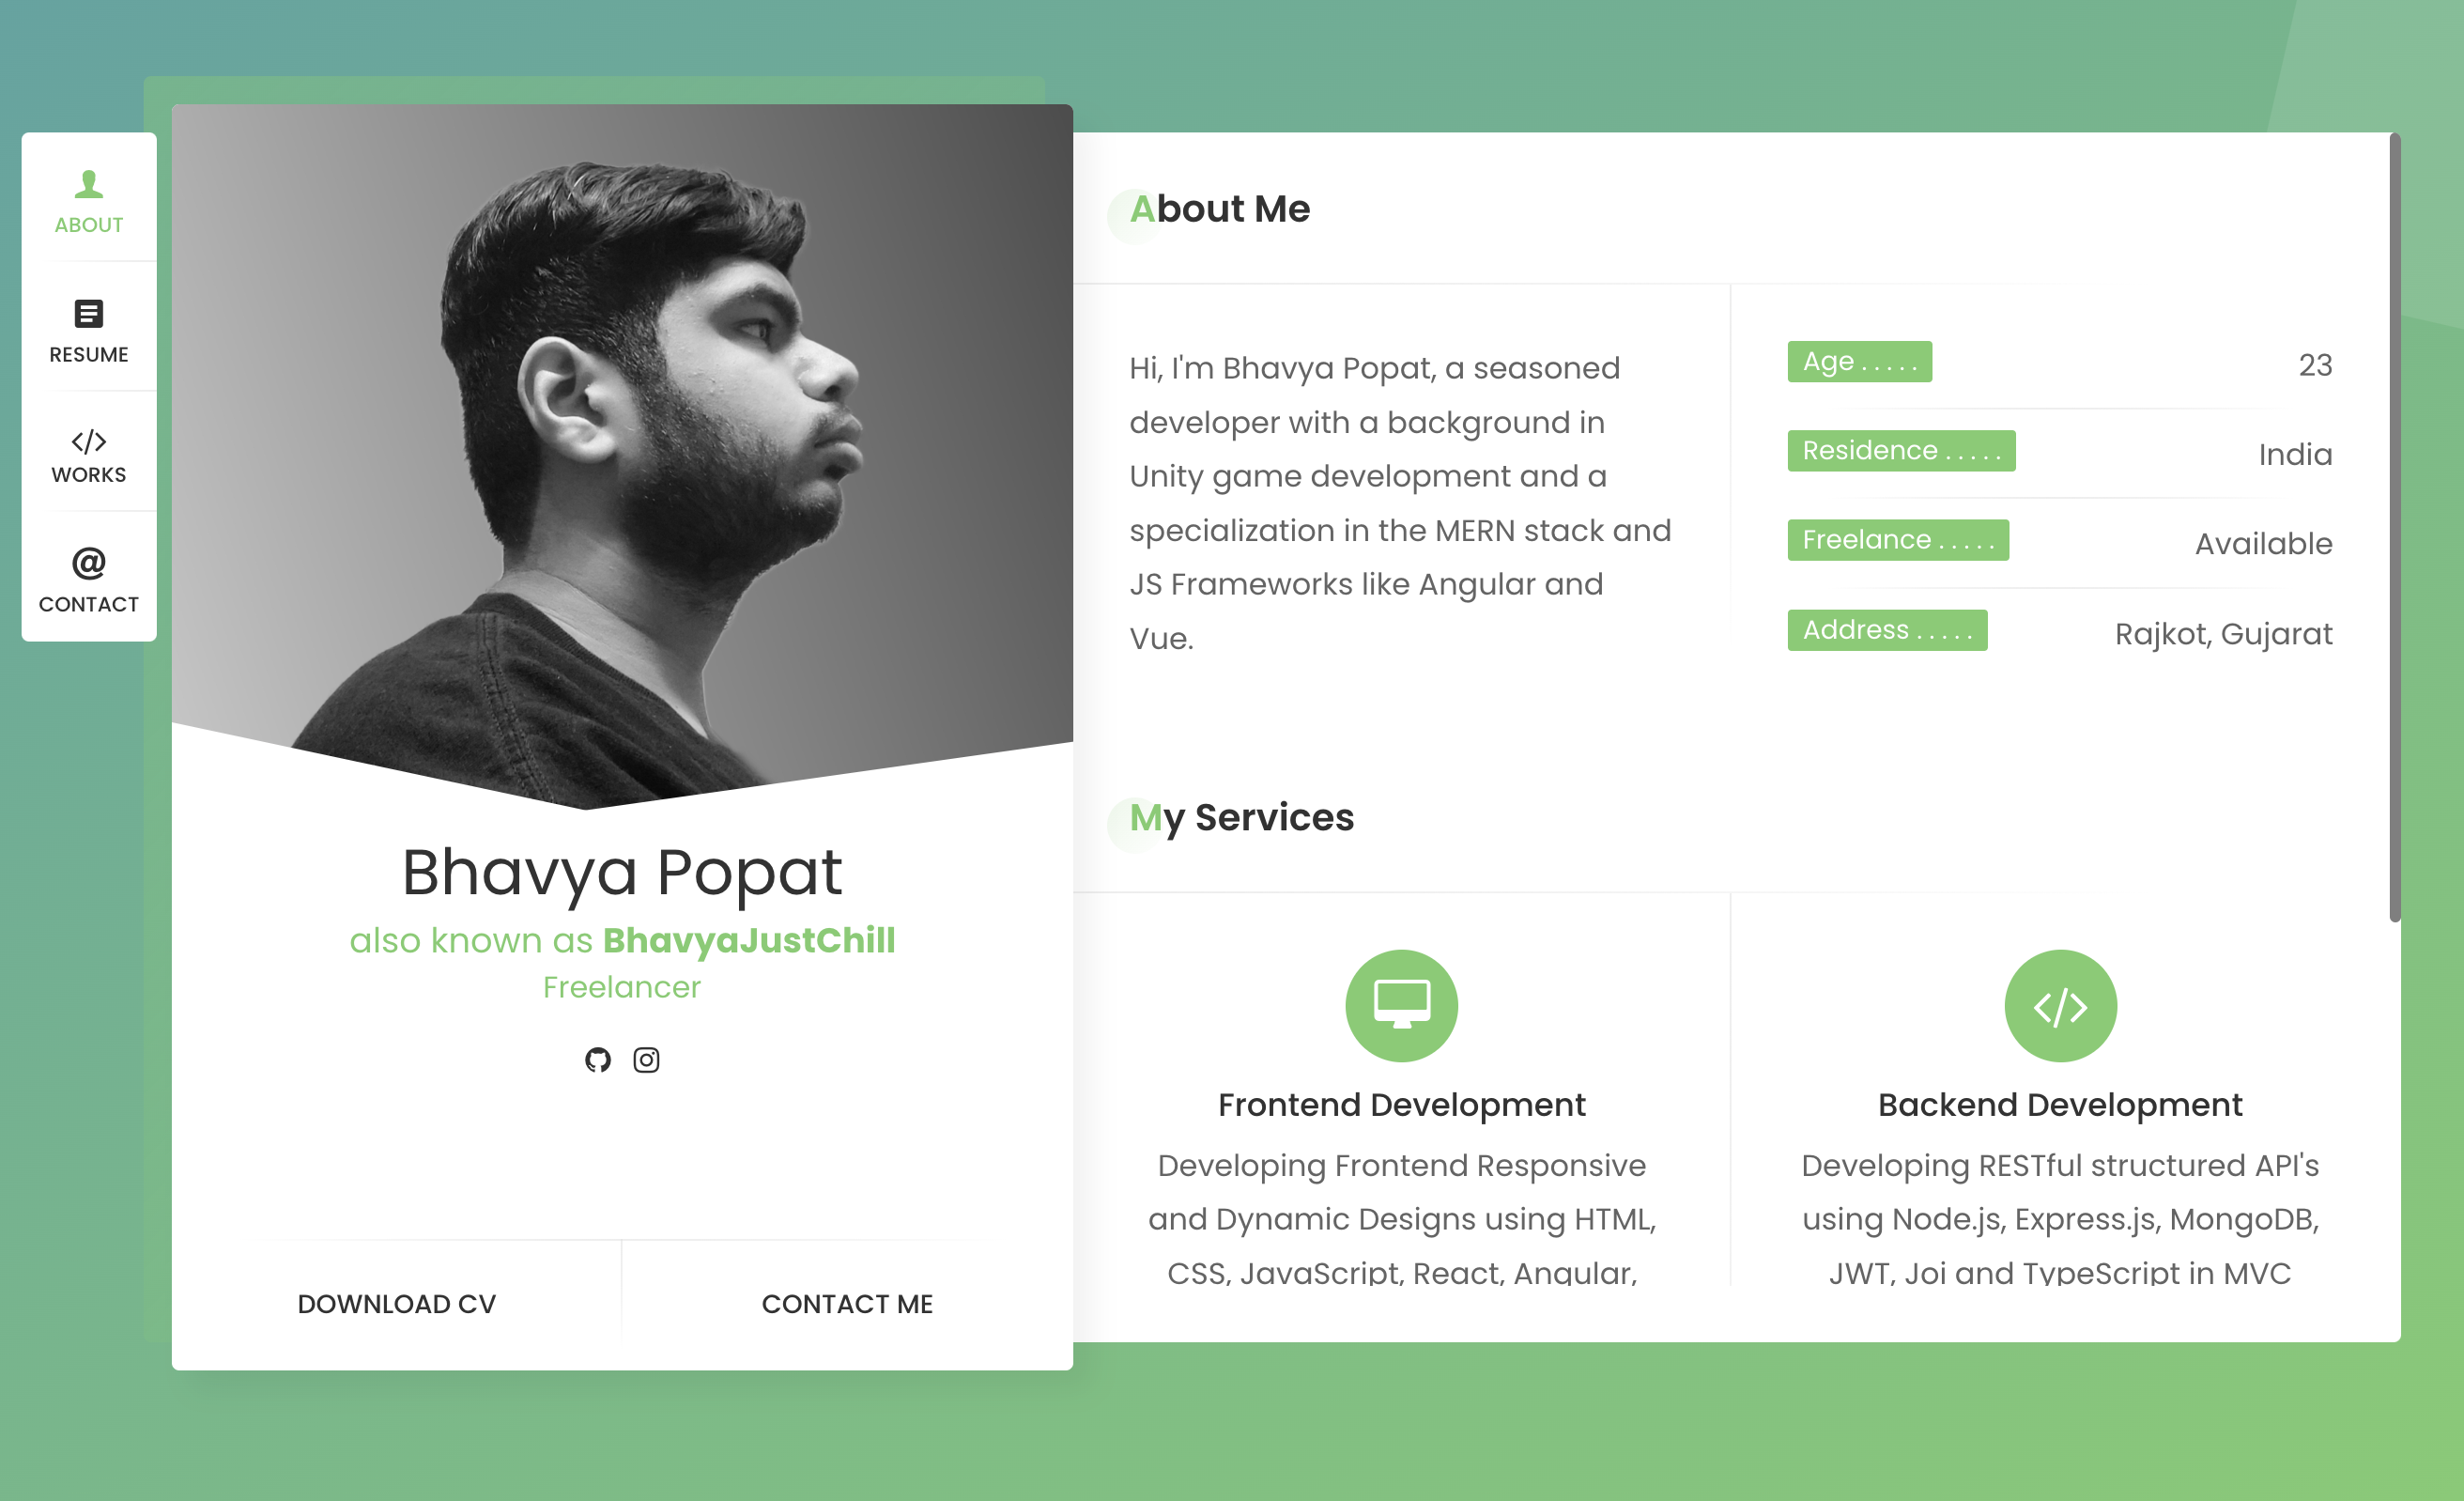 ABOUT
RESUME
WORKS
CONTACT
Bhavya Popat
also known as BhavyaJustChill
Freelancer
DOWNLOAD CV
CONTACT ME
About Me
Hi, I'm Bhavya Popat, a seasoned
developer with a background in
Unity game development and a
specialization in the MERN stack and
JS Frameworks like Angular and
Vue.
Age . . . . . 23
Residence . . . . . India
Freelance . . . . . Available
Address . . . . . Rajkot, Gujarat
My Services
Frontend Development
Developing Frontend Responsive
and Dynamic Designs using HTML,
CSS, JavaScript, React, Angular,
Backend Development
Developing RESTful structured API's
using Node.js, Express.js, MongoDB,
JWT, Joi and TypeScript in MVC